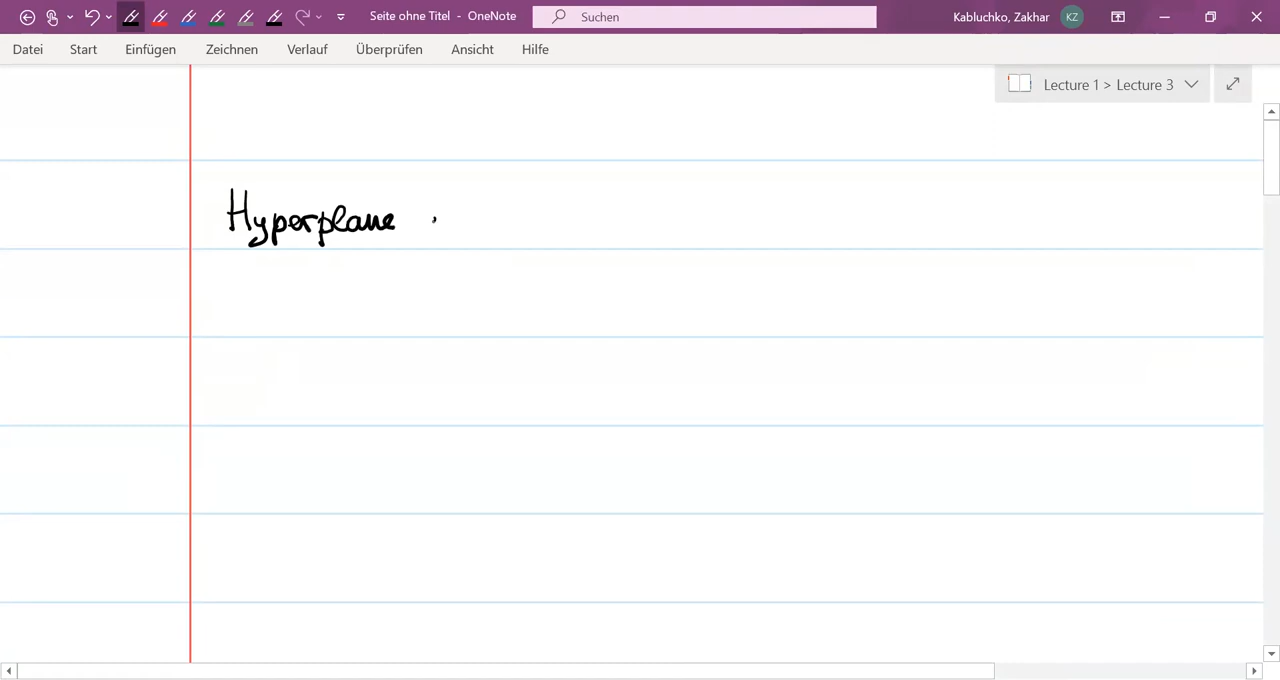 Seite ohne Titel - OneNote
Suchen
Kabluchko, Zakhar
KZ
Datei Start Einfügen Zeichnen Verlauf Überprüfen Ansicht Hilfe
Lecture 1 > Lecture 3
Hyperplane